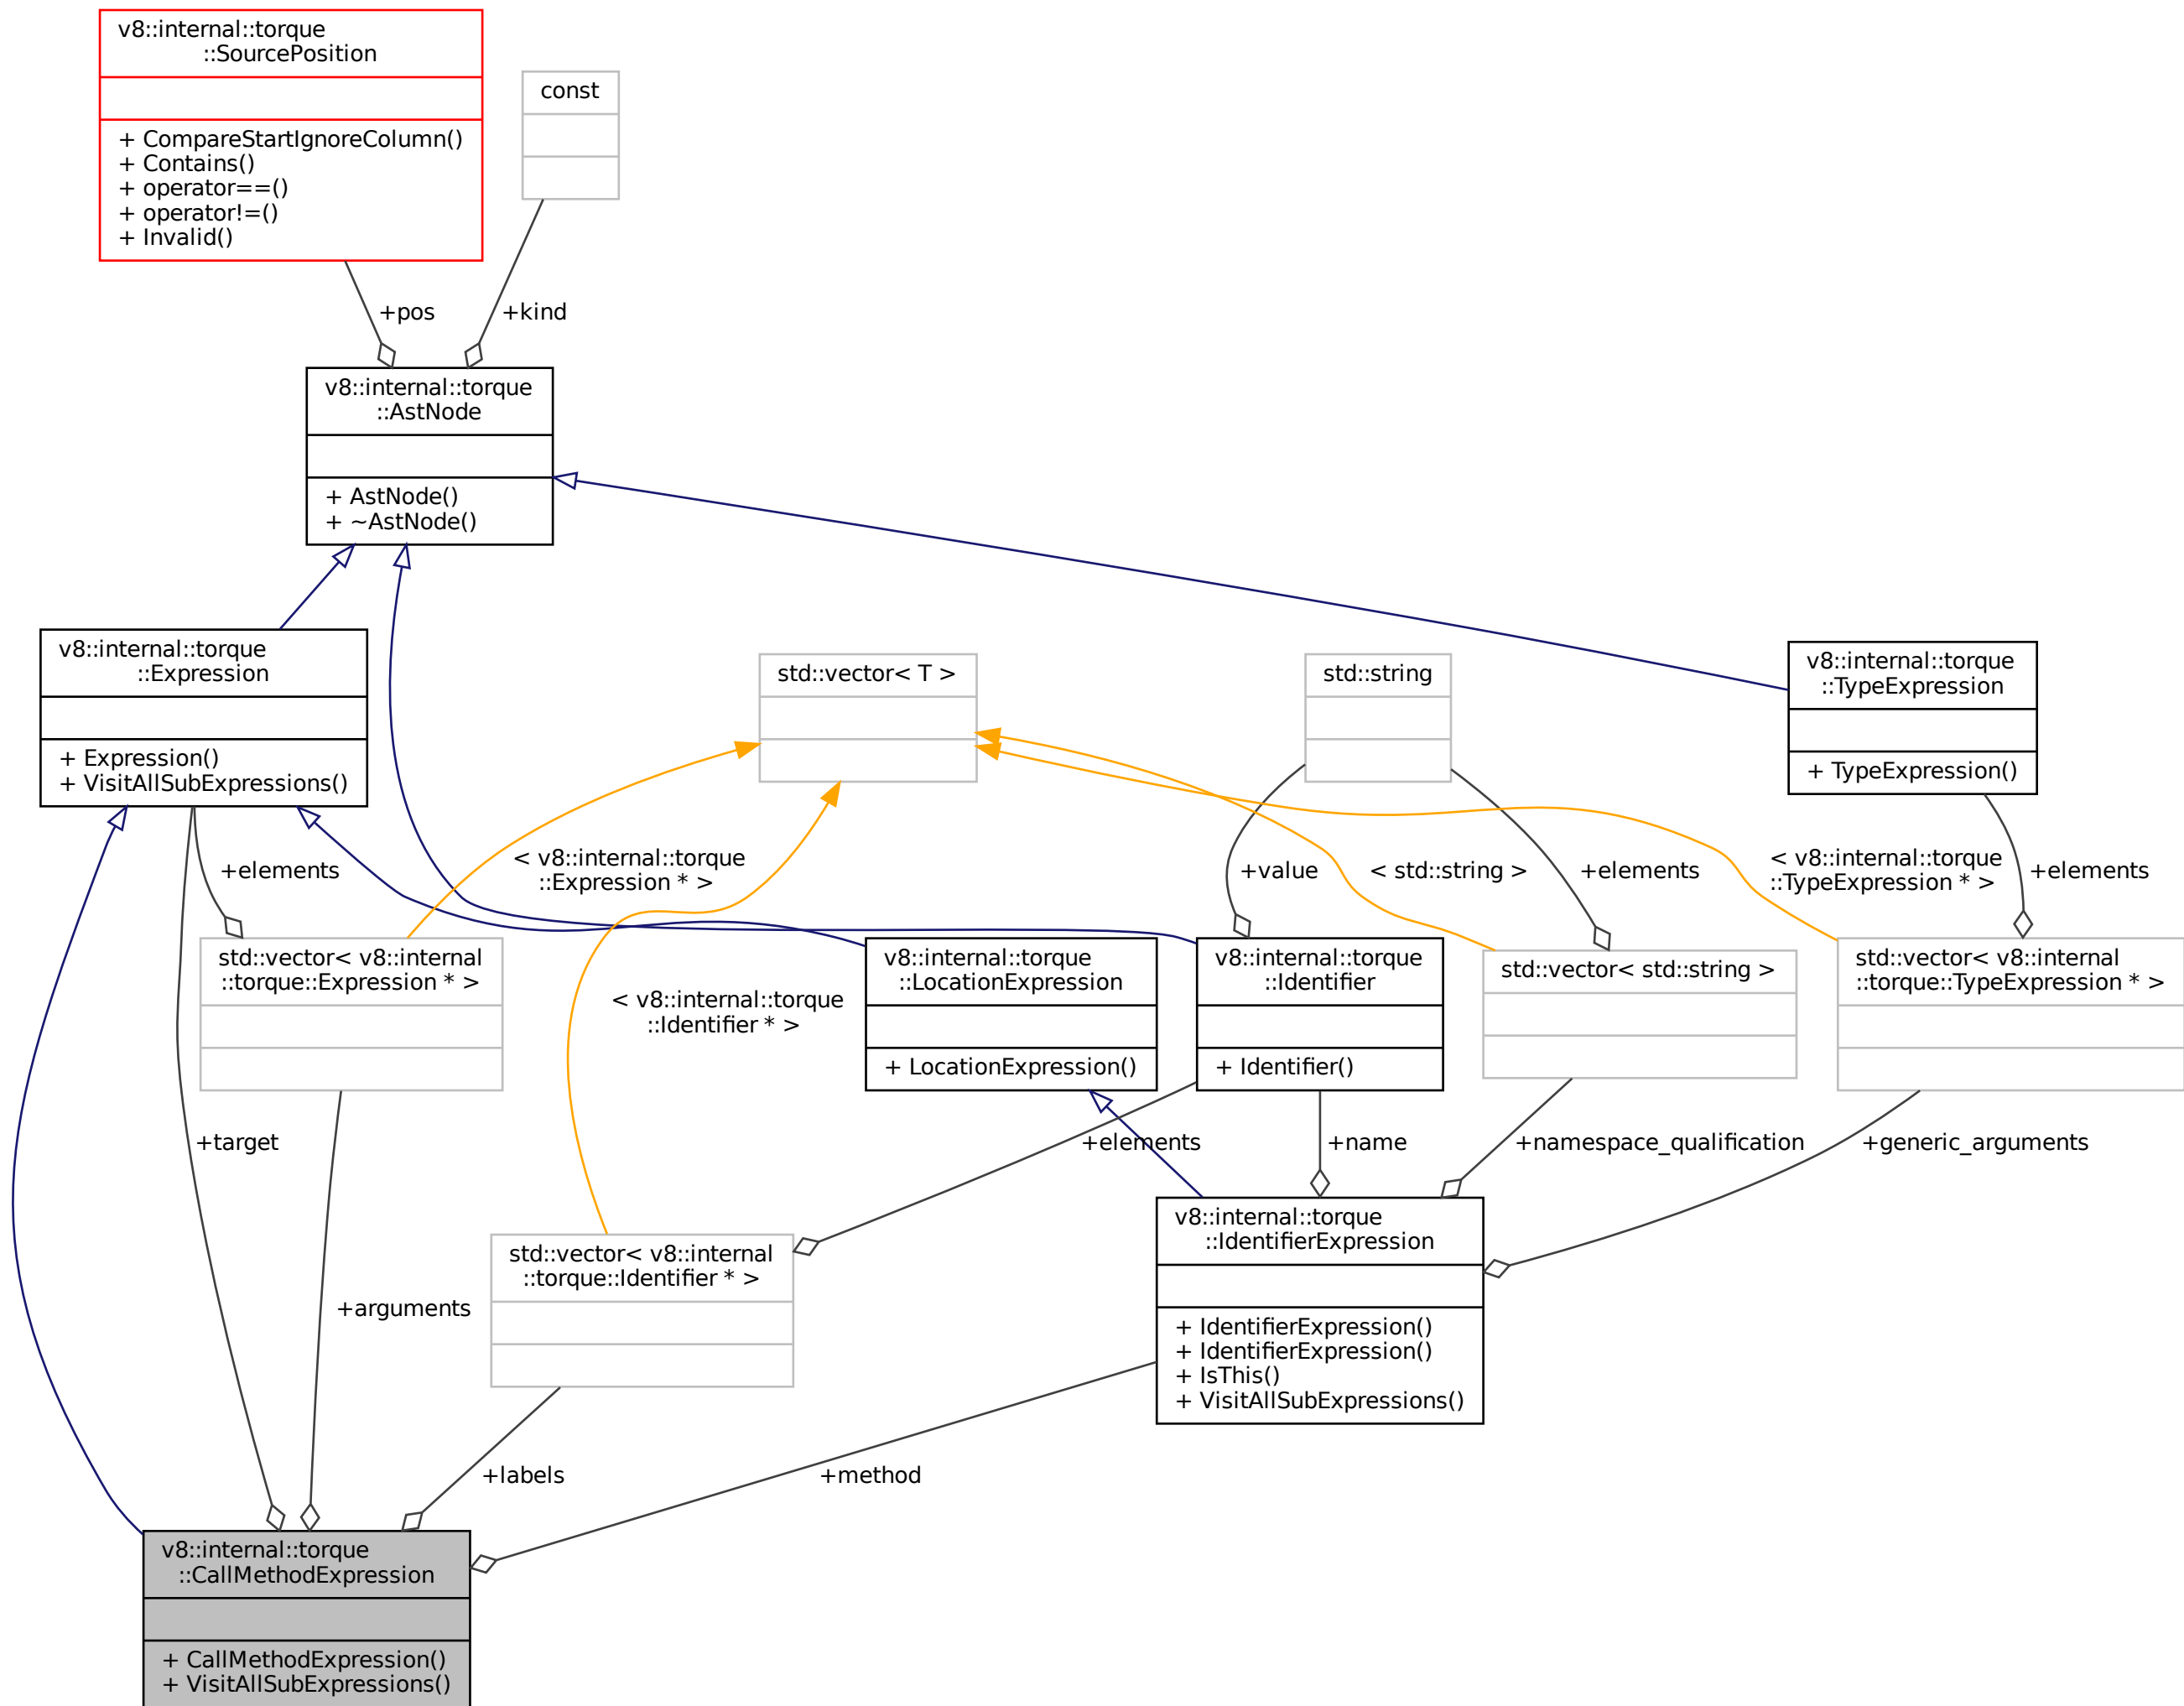 v8::internal::torque
::SourcePosition
+ CompareStartIgnoreColumn()
+ Contains()
+ operator==()
+ operator!=()
+ Invalid()
const
+pos
+kind
v8::internal::torque
::AstNode
+ AstNode()
+ ~AstNode()
v8::internal::torque
::Expression
+ Expression()
+ VisitAllSubExpressions()
std::vector< T >
std::string
v8::internal::torque
::TypeExpression
+ TypeExpression()
+elements
< v8::internal::torque
::Expression * >
+value
< std::string >
+elements
< v8::internal::torque
::TypeExpression * >
+elements
std::vector< v8::internal
::torque::Expression * >
< v8::internal::torque
::Identifier * >
v8::internal::torque
::LocationExpression
+ LocationExpression()
v8::internal::torque
::Identifier
+ Identifier()
std::vector< std::string >
std::vector< v8::internal
::torque::TypeExpression * >
+target
+elements
+name
+namespace_qualification
+generic_arguments
+arguments
std::vector< v8::internal
::torque::Identifier * >
v8::internal::torque
::IdentifierExpression
+ IdentifierExpression()
+ IdentifierExpression()
+ IsThis()
+ VisitAllSubExpressions()
+labels
+method
v8::internal::torque
::CallMethodExpression
+ CallMethodExpression()
+ VisitAllSubExpressions()